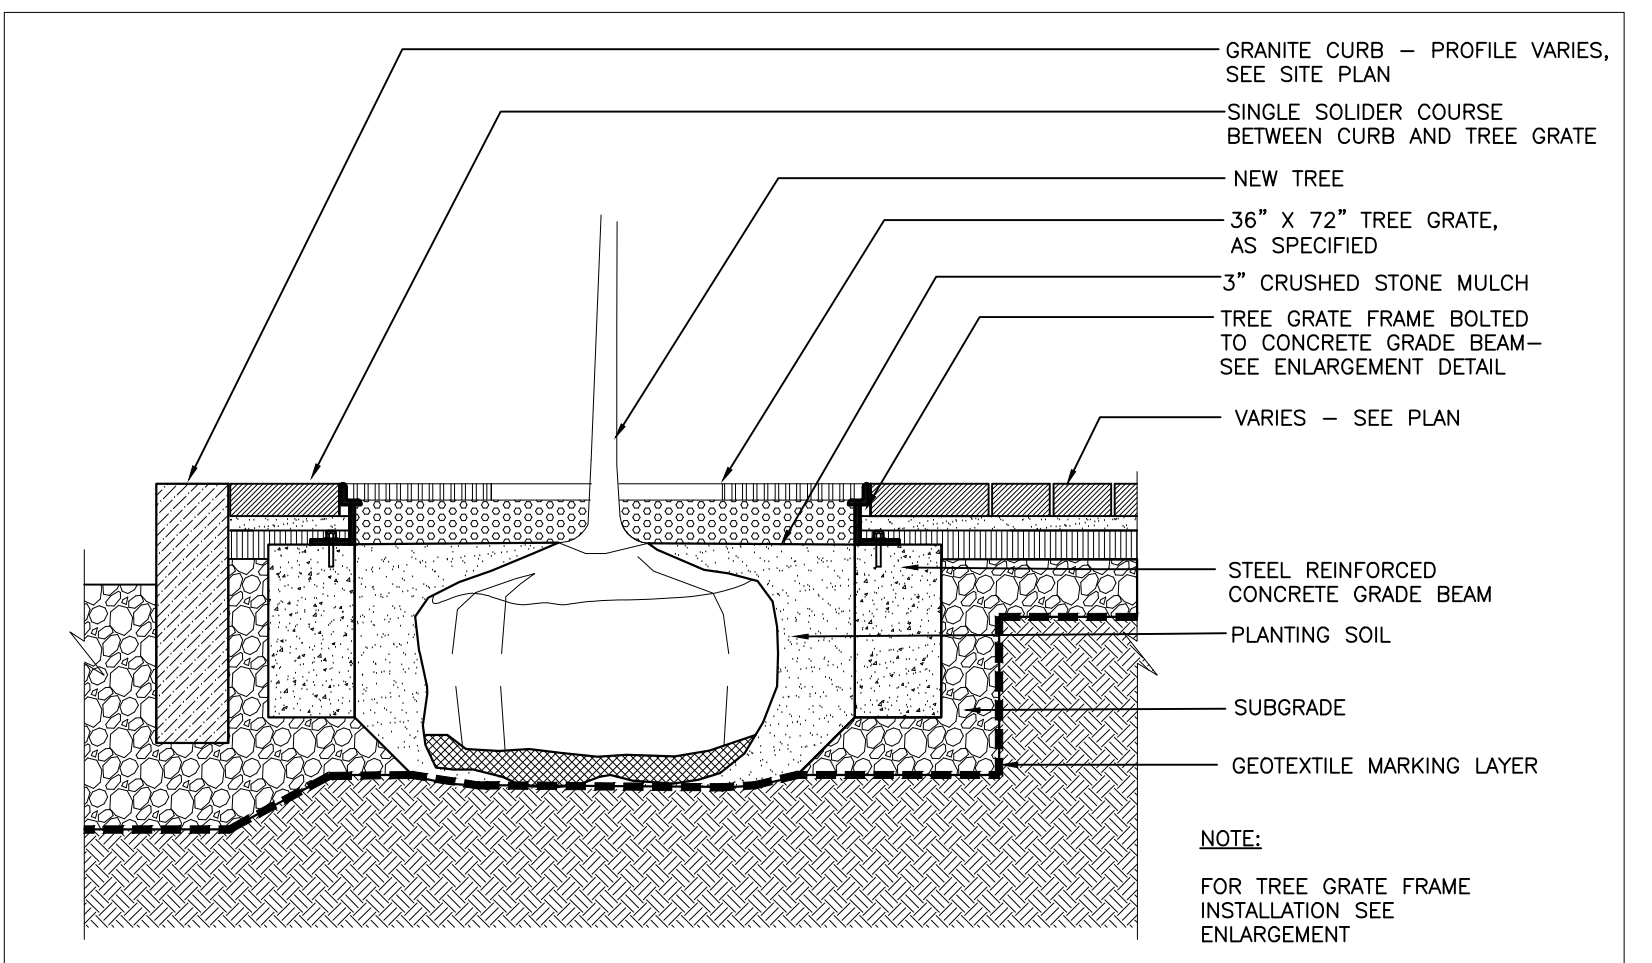 GRANITE CURB – PROFILE VARIES,
SEE SITE PLAN
SINGLE SOLIDER COURSE
BETWEEN CURB AND TREE GRATE
NEW TREE
36" X 72" TREE GRATE,
AS SPECIFIED
3" CRUSHED STONE MULCH
TREE GRATE FRAME BOLTED
TO CONCRETE GRADE BEAM–
SEE ENLARGEMENT DETAIL
VARIES – SEE PLAN
STEEL REINFORCED
CONCRETE GRADE BEAM
PLANTING SOIL
SUBGRADE
GEOTEXTILE MARKING LAYER
NOTE:
FOR TREE GRATE FRAME
INSTALLATION SEE
ENLARGEMENT